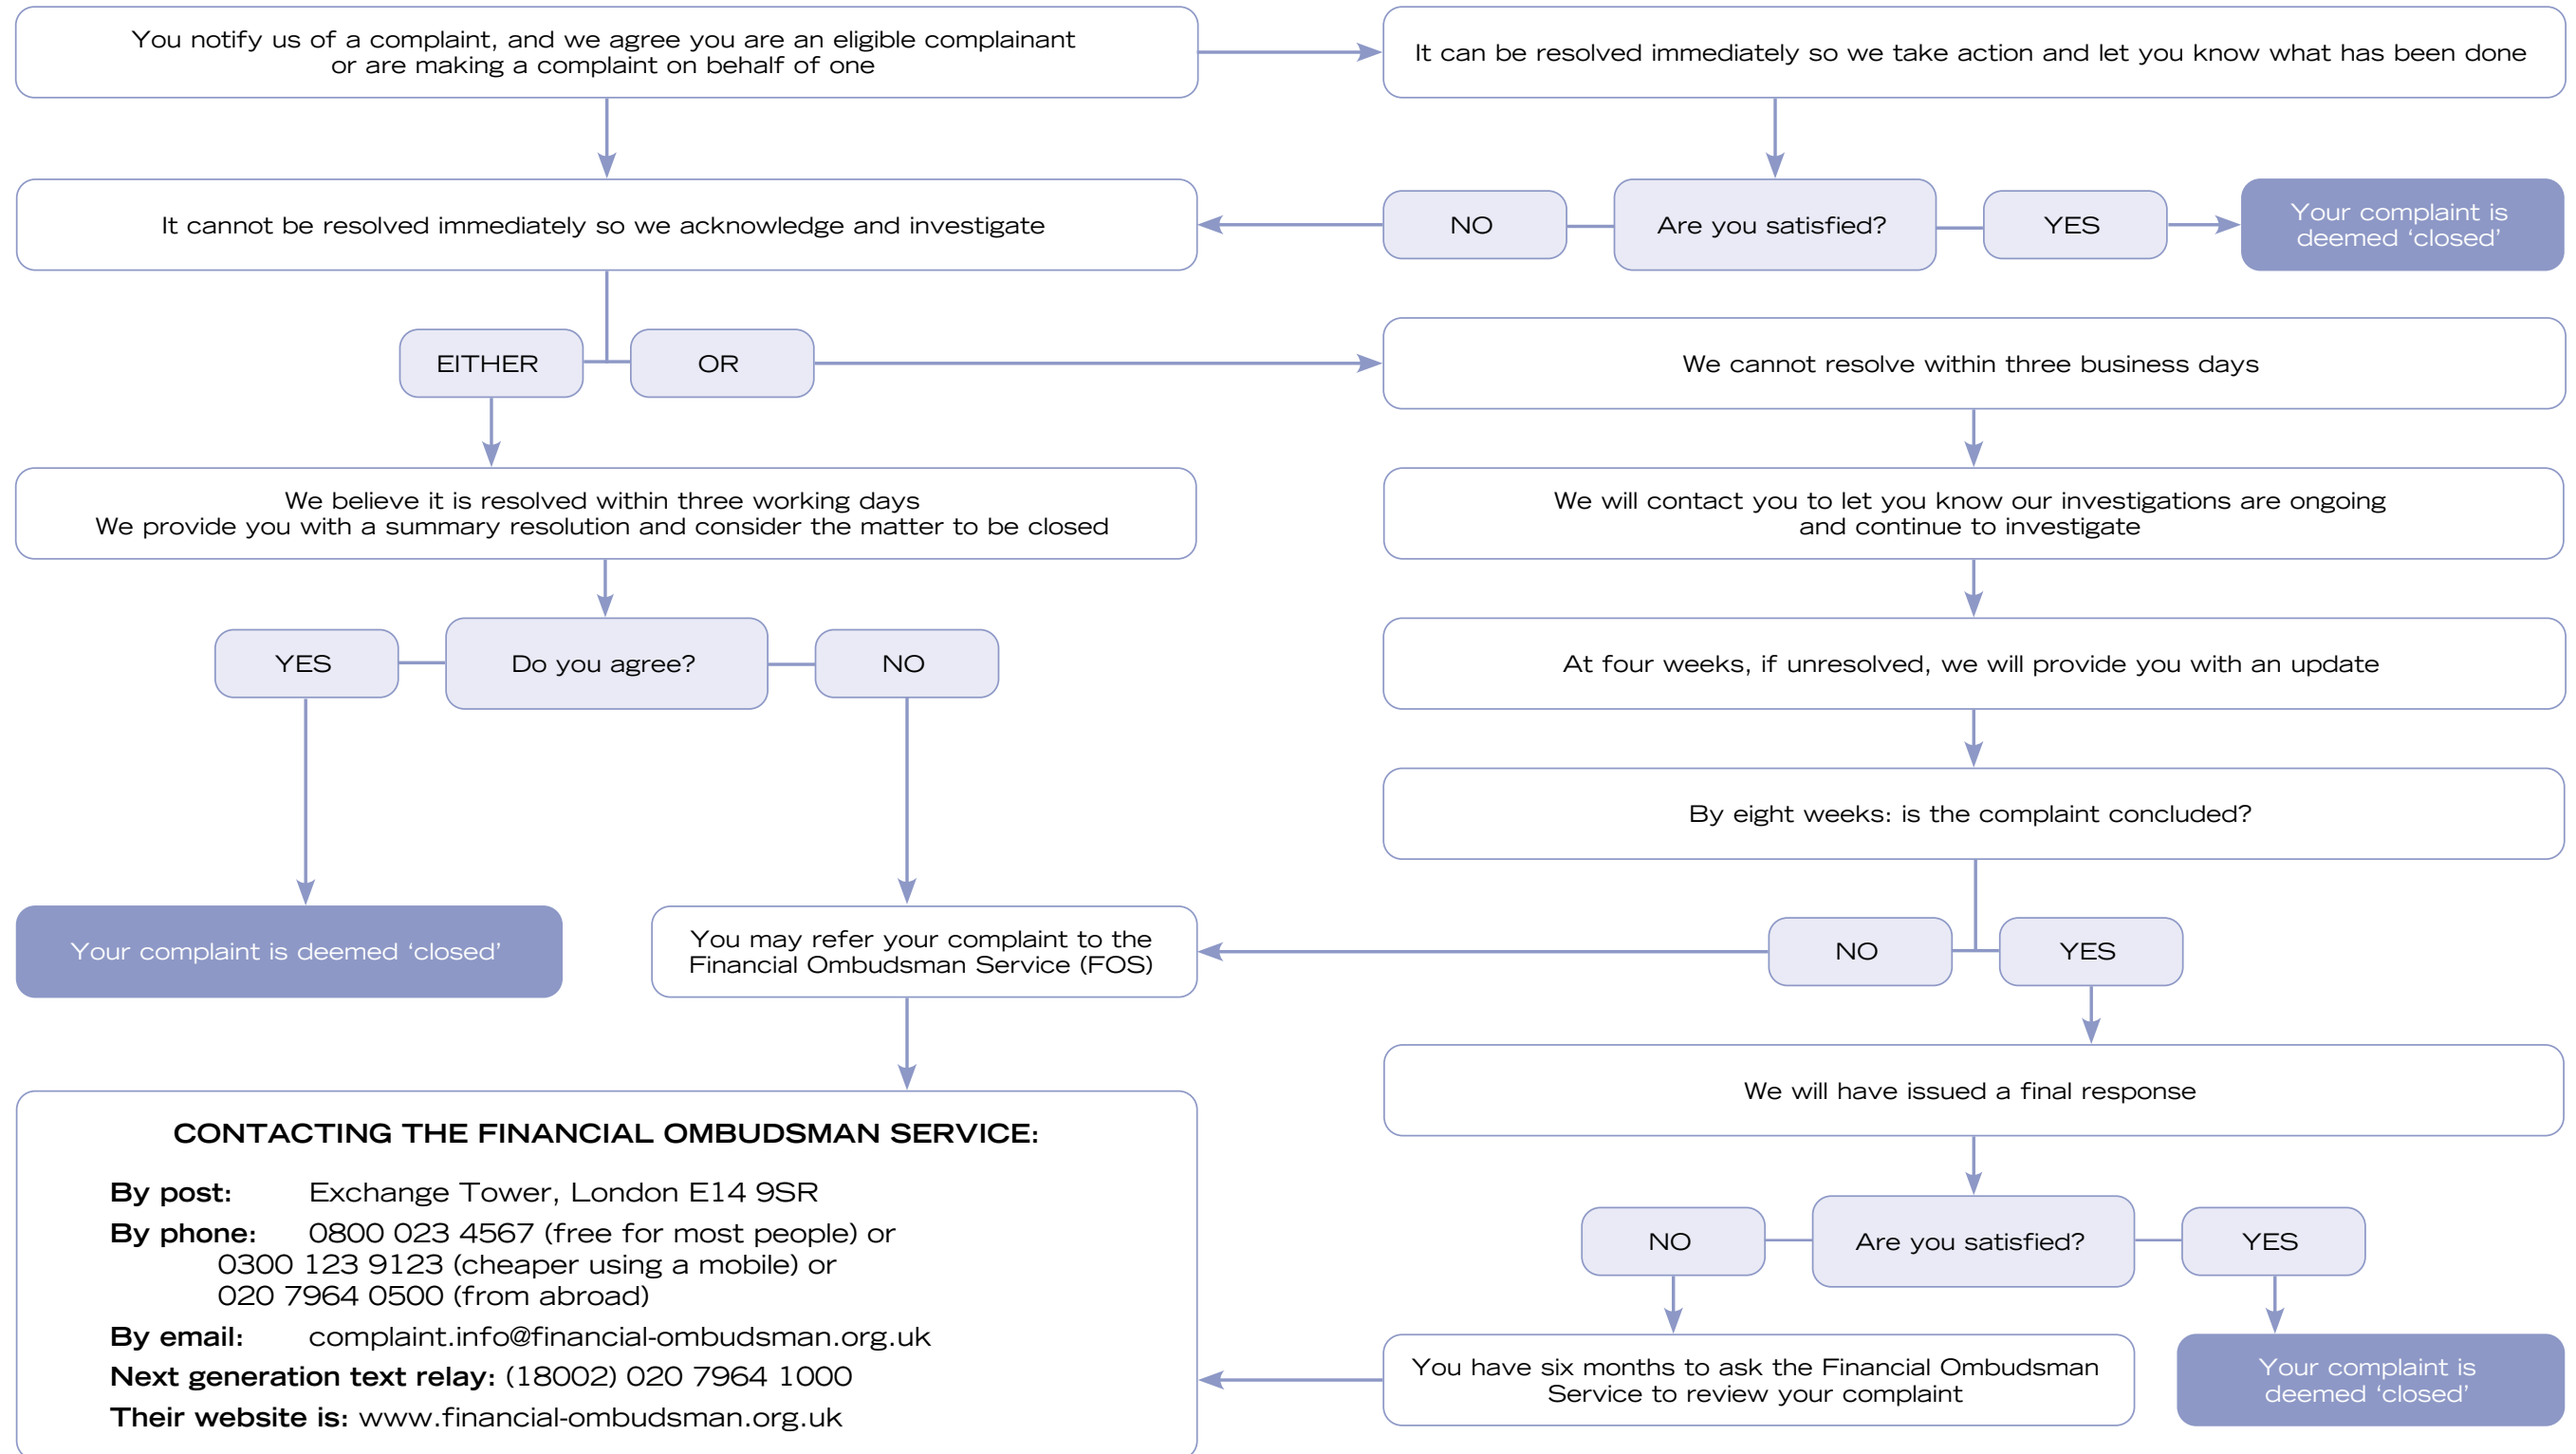 You notify us of a complaint, and we agree you are an eligible complainant
or are making a complaint on behalf of one
It can be resolved immediately so we take action and let you know what has been done
It cannot be resolved immediately so we acknowledge and investigate
NO
Are you satisfied?
YES
Your complaint is
deemed ‘closed’
EITHER
OR
We cannot resolve within three business days
We believe it is resolved within three working days
We provide you with a summary resolution and consider the matter to be closed
We will contact you to let you know our investigations are ongoing
and continue to investigate
YES
Do you agree?
NO
At four weeks, if unresolved, we will provide you with an update
By eight weeks: is the complaint concluded?
Your complaint is deemed ‘closed’
You may refer your complaint to the
Financial Ombudsman Service (FOS)
NO
YES
We will have issued a final response
CONTACTING THE FINANCIAL OMBUDSMAN SERVICE:
By post: Exchange Tower, London E14 9SR
By phone: 0800 023 4567 (free for most people) or
0300 123 9123 (cheaper using a mobile) or
020 7964 0500 (from abroad)
By email: complaint.info@financial-ombudsman.org.uk
Next generation text relay: (18002) 020 7964 1000
Their website is: www.financial-ombudsman.org.uk
NO
Are you satisfied?
YES
You have six months to ask the Financial Ombudsman
Service to review your complaint
Your complaint is
deemed ‘closed’